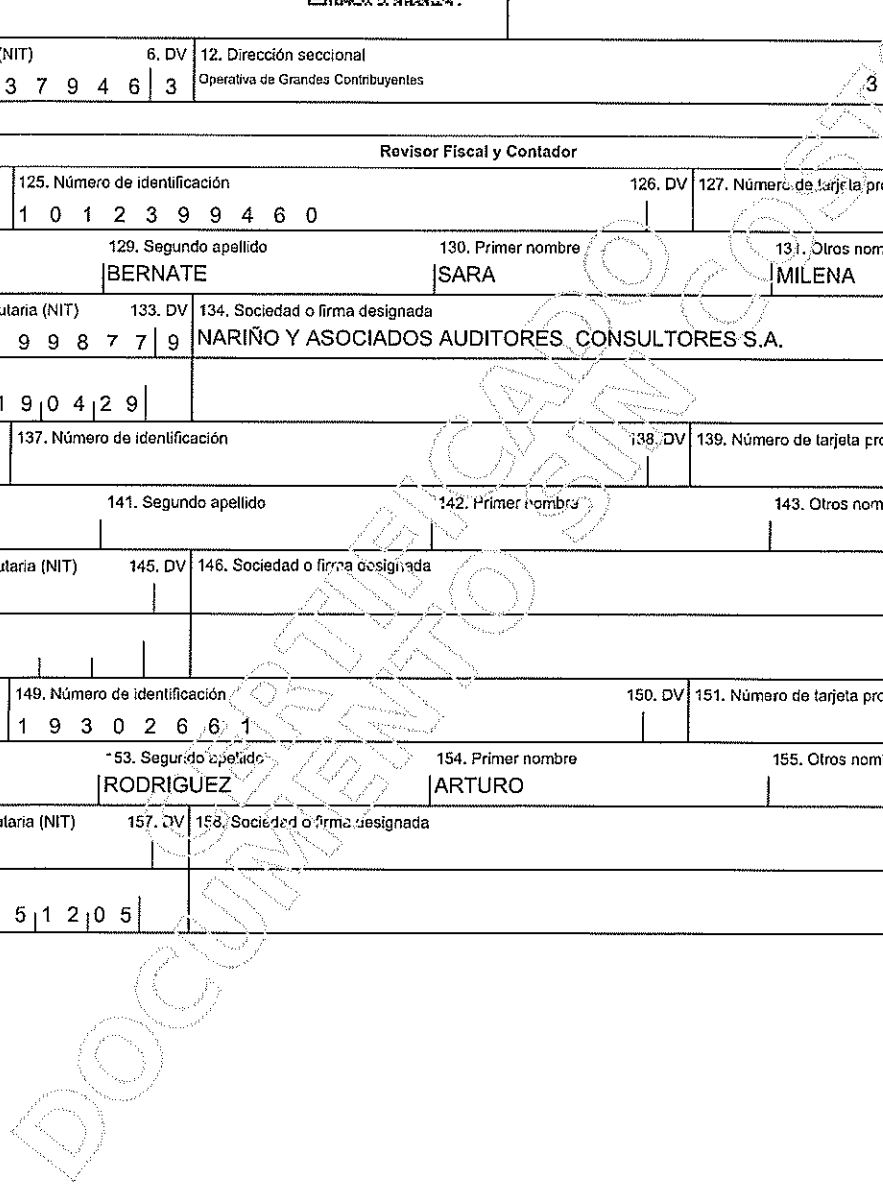 (NIT) 6. DV 12. Dirección seccional
3 7 9 4 6 3 Operativa de Grandes Contribuyentes 3
Revisor Fiscal y Contador
125. Número de identificación 126. DV 127. Número de tarjeta pro
1 0 1 2 3 9 9 4 6 0
129. Segundo apellido 130. Primer nombre 131. Otros nom
BERNATE SARA MILENA
utaria (NIT) 133. DV 134. Sociedad o firma designada
9 9 8 7 7 9 NARIÑO Y ASOCIADOS AUDITORES CONSULTORES S.A.
1 9 0 4 2 9
137. Número de identificación 138. DV 139. Número de tarjeta pro
141. Segundo apellido 142. Primer nombre 143. Otros nom
utaria (NIT) 145. DV 146. Sociedad o firma designada
149. Número de identificación 150. DV 151. Número de tarjeta pro
1 9 3 0 2 6 6 1
153. Segundo apellido 154. Primer nombre 155. Otros nom
RODRIGUEZ ARTURO
utaria (NIT) 157. DV 158. Sociedad o firma designada
5 1 2 0 5
CERTIFICADO
DOCUMENTO SIN COST